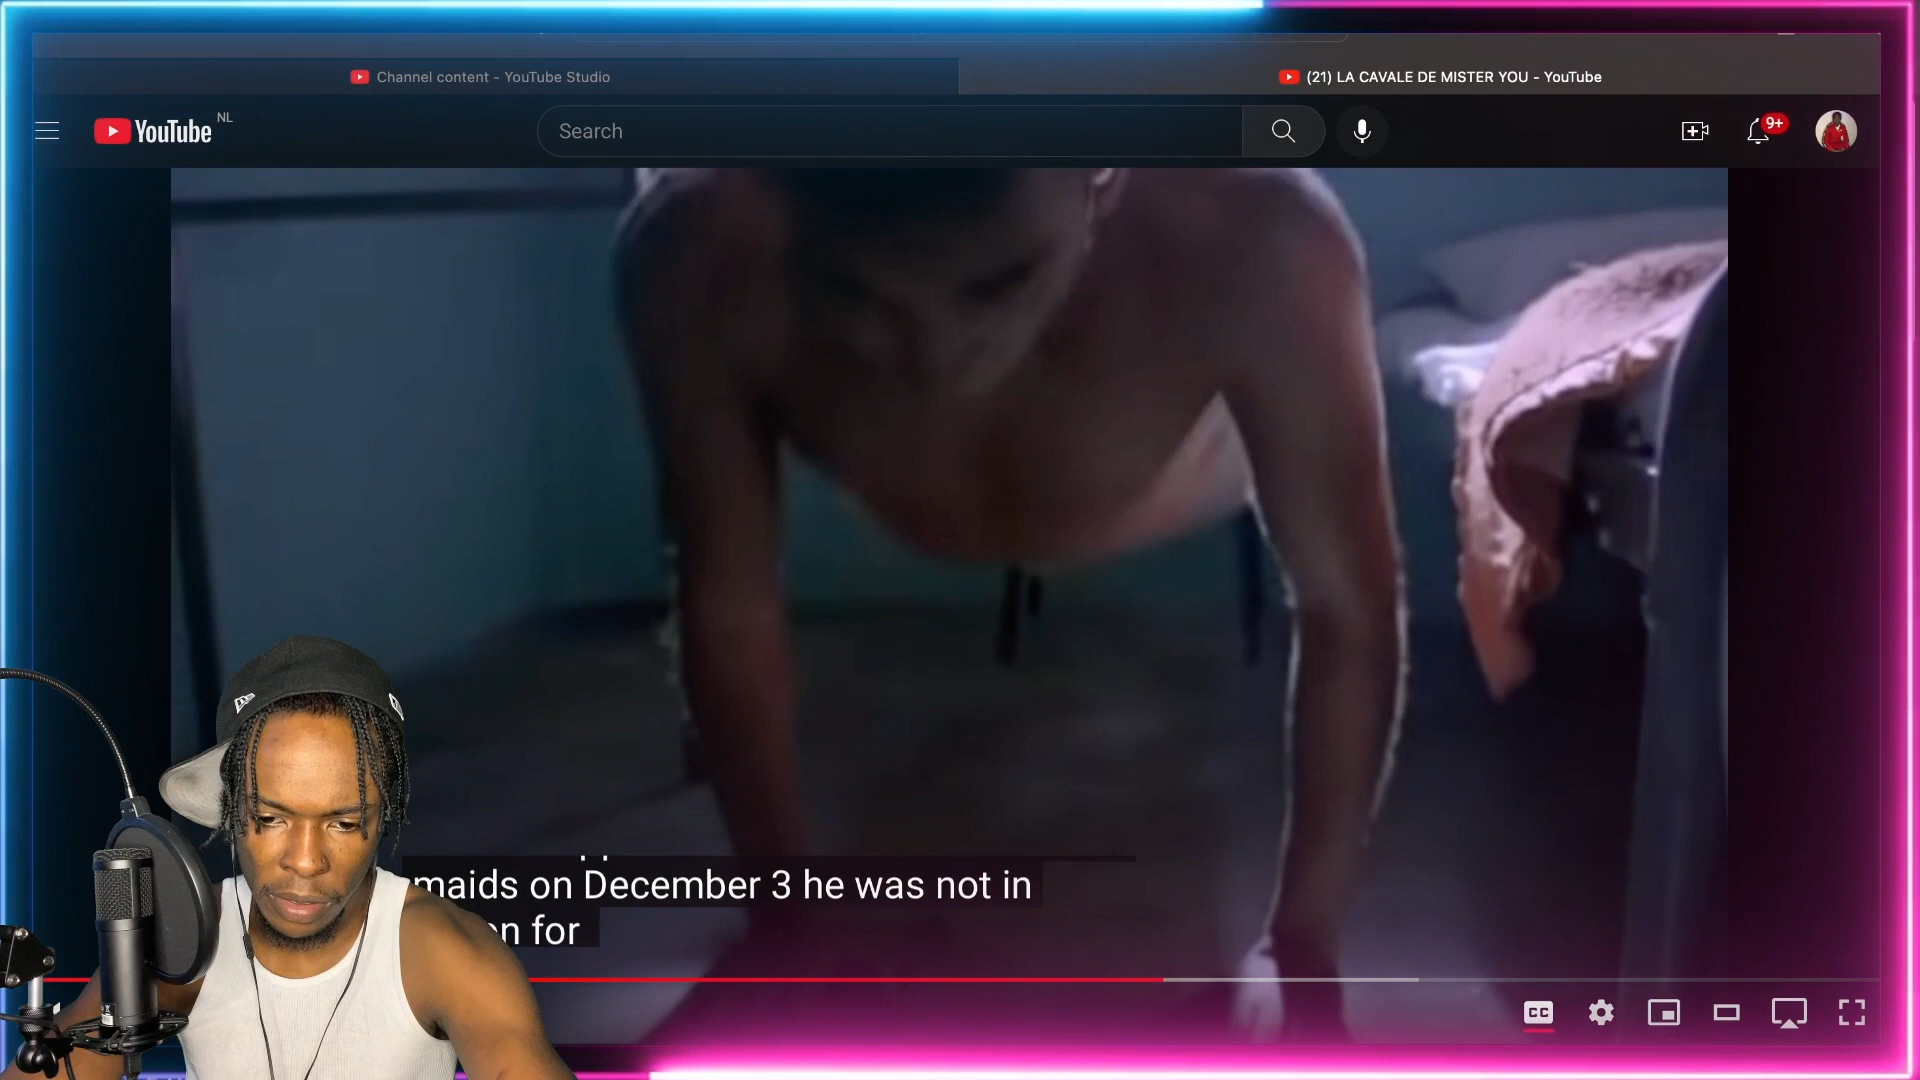 Channel content - YouTube Studio
(21) LA CAVALE DE MISTER YOU - YouTube
YouTube NL
Search
9+
maids on December 3 he was not in
for
CC